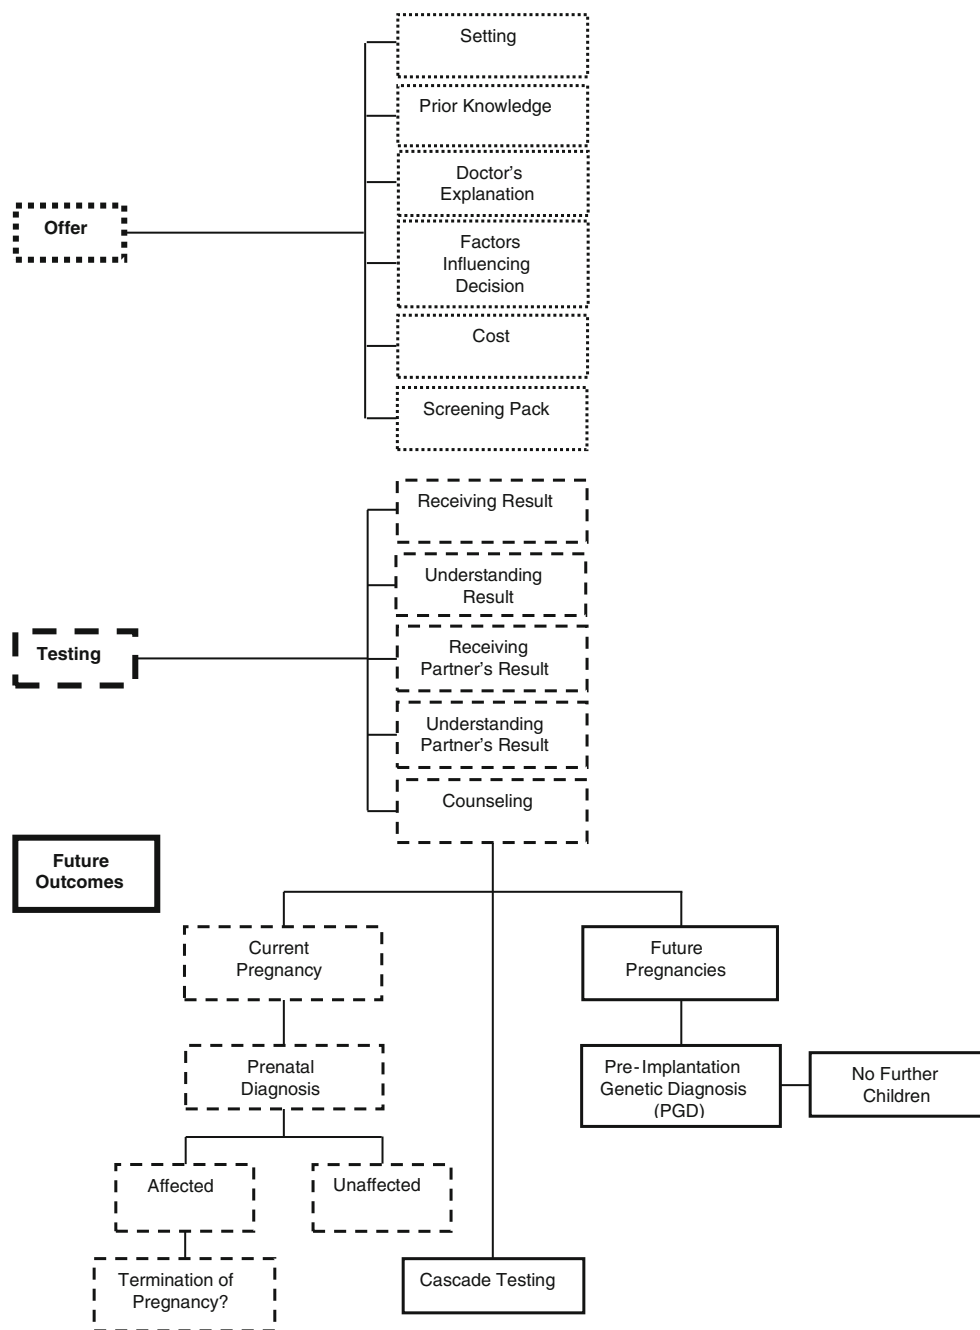 Setting
Prior Knowledge
Doctor's
Explanation
Offer
Factors
Influencing
Decision
Cost
Screening Pack
Receiving Result
Understanding
Result
Testing
Receiving
Partner's Result
Understanding
Partner's Result
Counseling
Future
Outcomes
Current
Pregnancy
Future
Pregnancies
Prenatal
Diagnosis
Pre-Implantation
Genetic Diagnosis
(PGD)
No Further
Children
Affected
Unaffected
Termination of
Pregnancy?
Cascade Testing